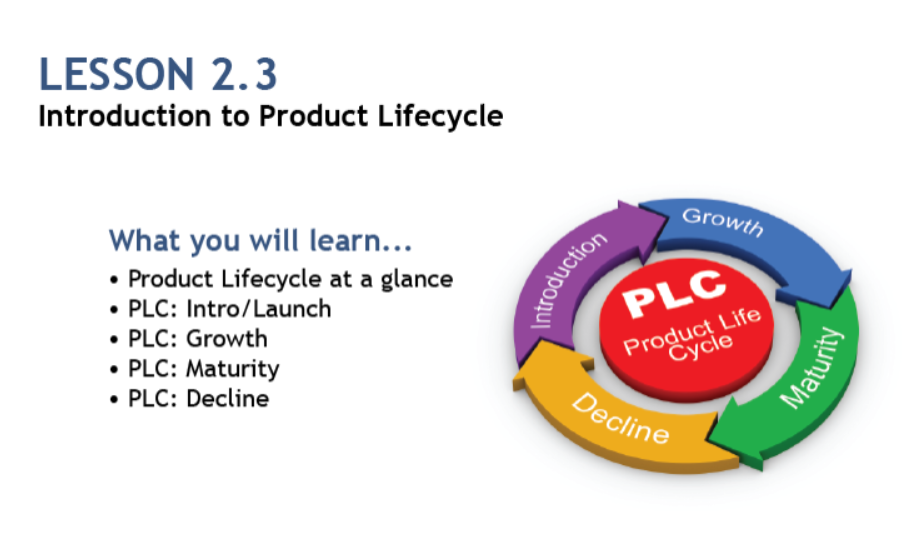 LESSON 2.3
Introduction to Product Lifecycle
What you will learn...
• Product Lifecycle at a glance
• PLC: Intro/Launch
• PLC: Growth
• PLC: Maturity
• PLC: Decline
Introduction
Growth
Maturity
Decline
PLC
Product Life
Cycle